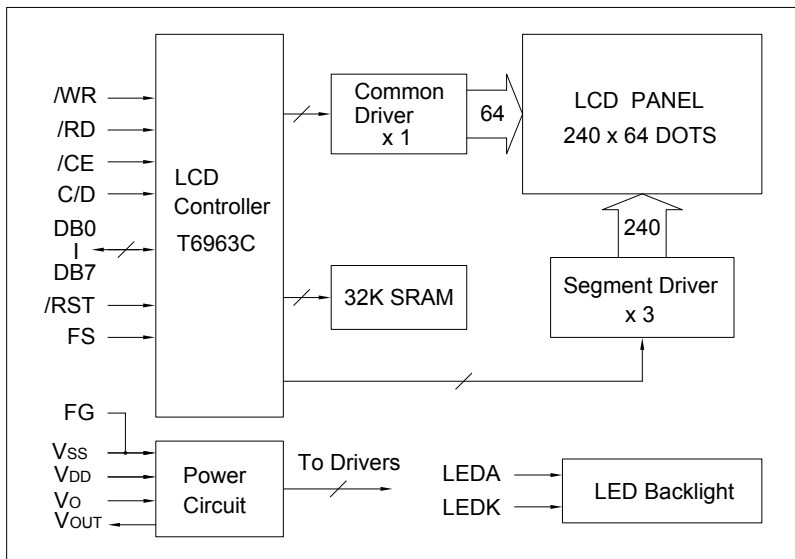 /WR
/RD
/CE
C/D
DB0
I
DB7
/RST
FS
LCD
Controller
T6963C
Common
Driver
x 1
64
LCD PANEL
240 x 64 DOTS
240
Segment Driver
x 3
32K SRAM
FG
VSS
VDD
VO
VOUT
Power
Circuit
To Drivers
LEDA
LEDK
LED Backlight